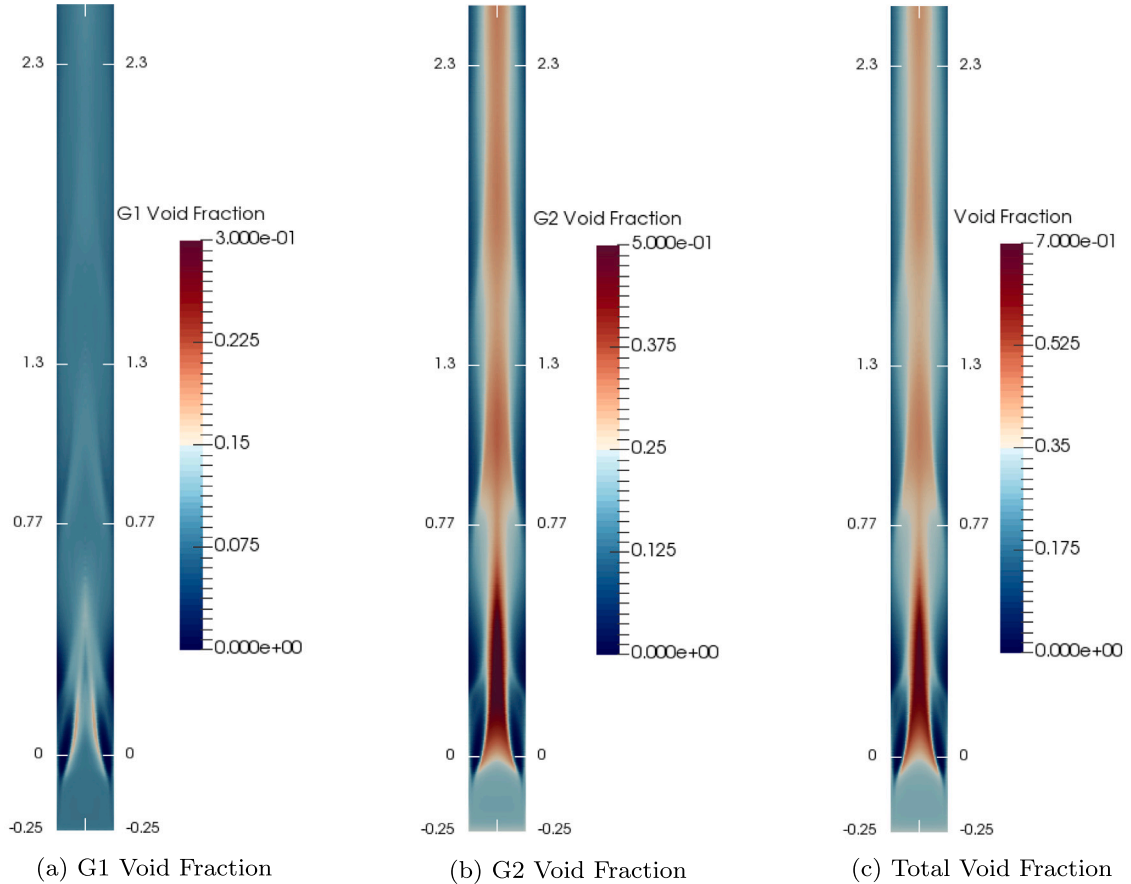 2.3 2.3
G1 Void Fraction
3.000e-01
0.225
1.3 1.3
0.15
0.77 0.77
0.075
0.000e+00
0 0
-0.25 -0.25
(a) G1 Void Fraction
2.3 2.3
G2 Void Fraction
5.000e-01
0.375
1.3 1.3
0.25
0.77 0.77
0.125
0.000e+00
0 0
-0.25 -0.25
(b) G2 Void Fraction
2.3 2.3
Void Fraction
7.000e-01
0.525
1.3 1.3
0.35
0.77 0.77
0.175
0.000e+00
0 0
-0.25 -0.25
(c) Total Void Fraction